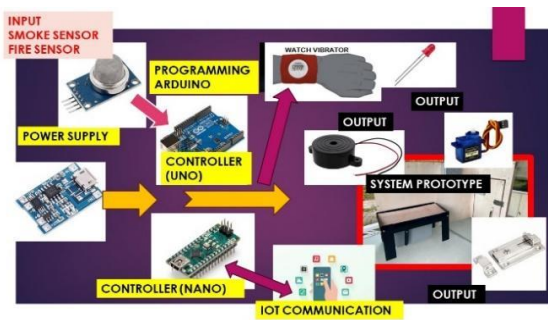 INPUT
SMOKE SENSOR
FIRE SENSOR
PROGRAMMING
ARDUINO
WATCH VIBRATOR
OUTPUT
POWER SUPPLY
CONTROLLER
(UNO)
OUTPUT
SYSTEM PROTOTYPE
CONTROLLER (NANO)
IOT COMMUNICATION
OUTPUT